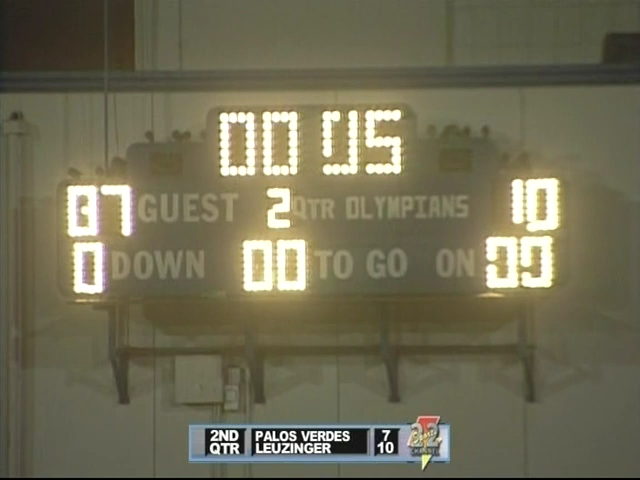 00 05
07 GUEST 2 QTR OLYMPIANS 10
0 DOWN 00 TO GO ON
2ND PALOS VERDES 7
QTR LEUZINGER 10
22